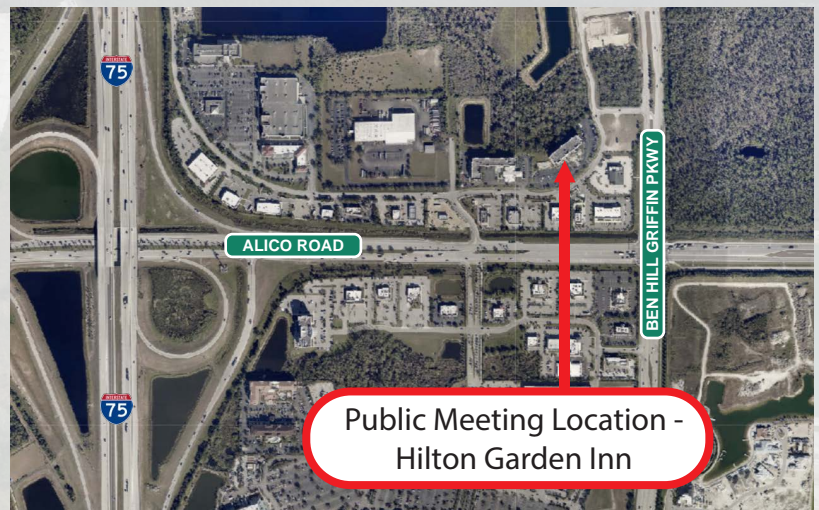 INTERSTATE
75
ALICO ROAD
BEN HILL GRIFFIN PKWY
INTERSTATE
75
Public Meeting Location -
Hilton Garden Inn